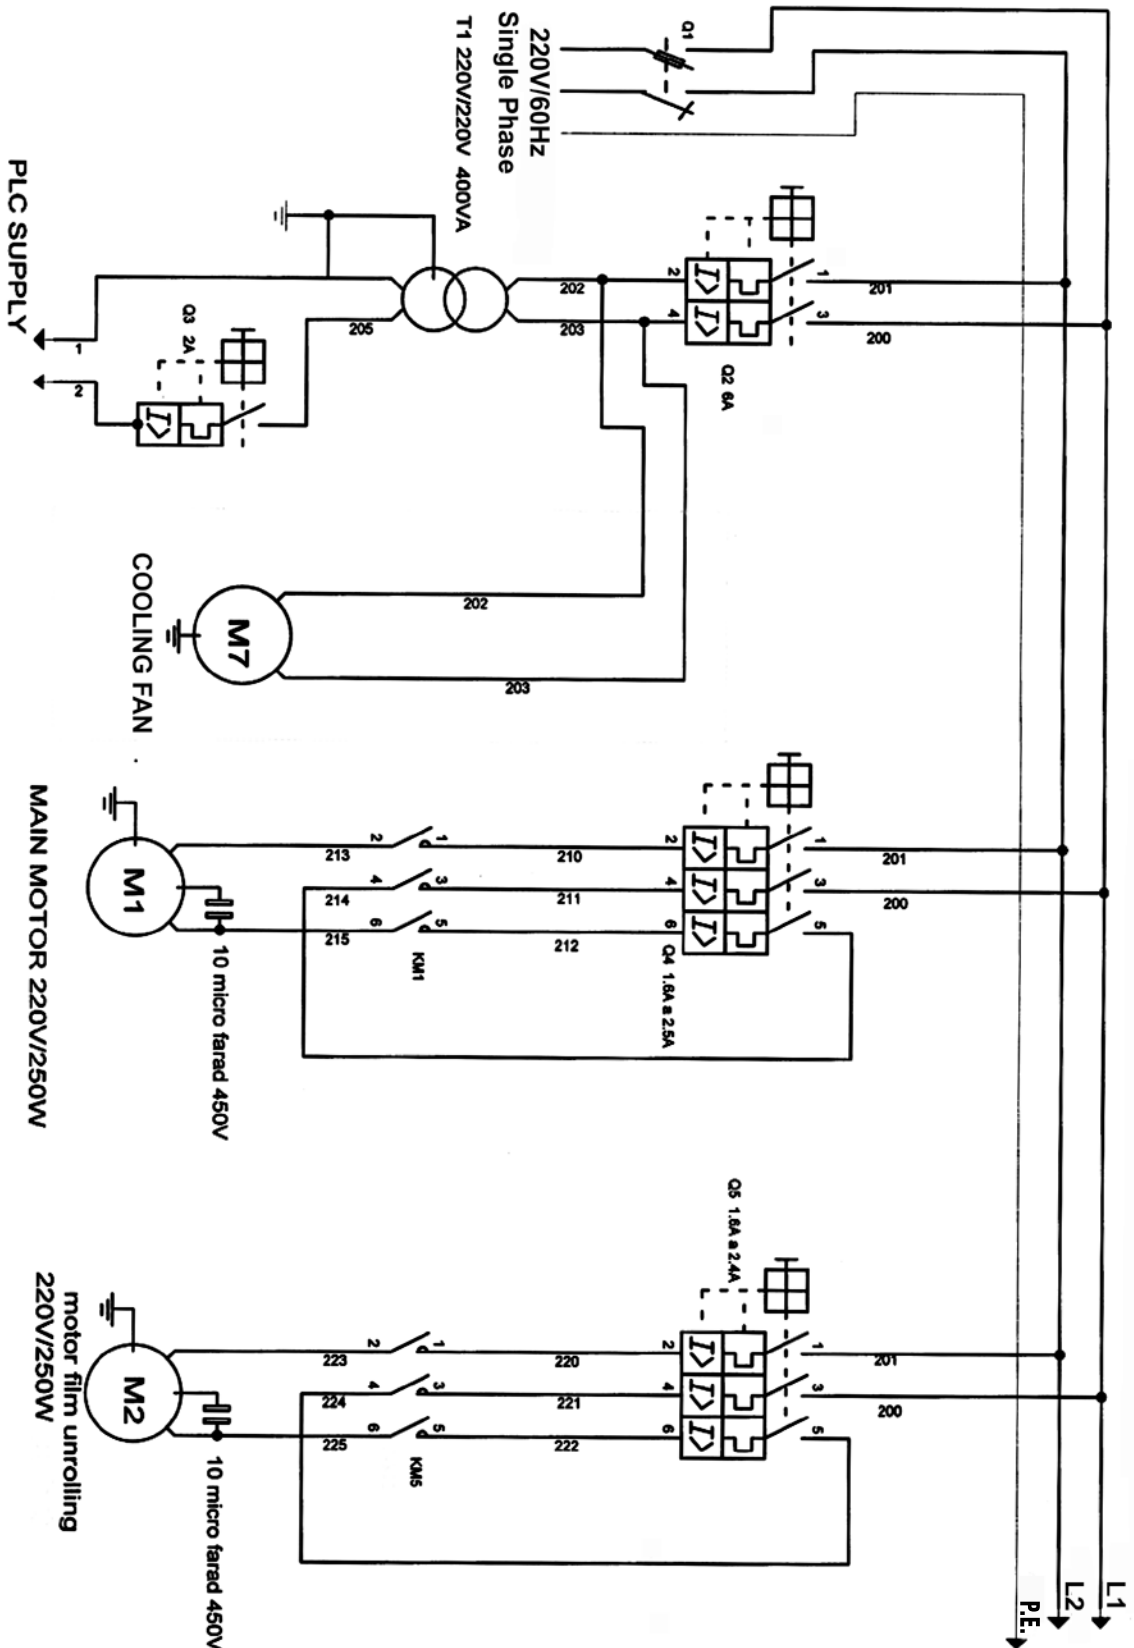 L1
L2
P.E.
Q1
220V/60Hz
Single Phase
T1 220V/220V 400VA
1
3
201
200
2
4
Q2 6A
202
203
205
Q3 2A
1
2
PLC SUPPLY
202
203
M7
COOLING FAN
1
3
5
201
200
2
4
6
Q4 1.6A a 2.5A
210
211
212
1
3
5
2
4
6
KM1
213
214
215
M1
10 micro farad 450V
MAIN MOTOR 220V/250W
1
3
5
201
200
Q5 1.6A a 2.4A
2
4
6
220
221
222
1
3
5
2
4
6
KM5
223
224
225
M2
10 micro farad 450V
motor film unrolling
220V/250W
I>
I>
I>
I>
I>
I>
I>
I>
I>